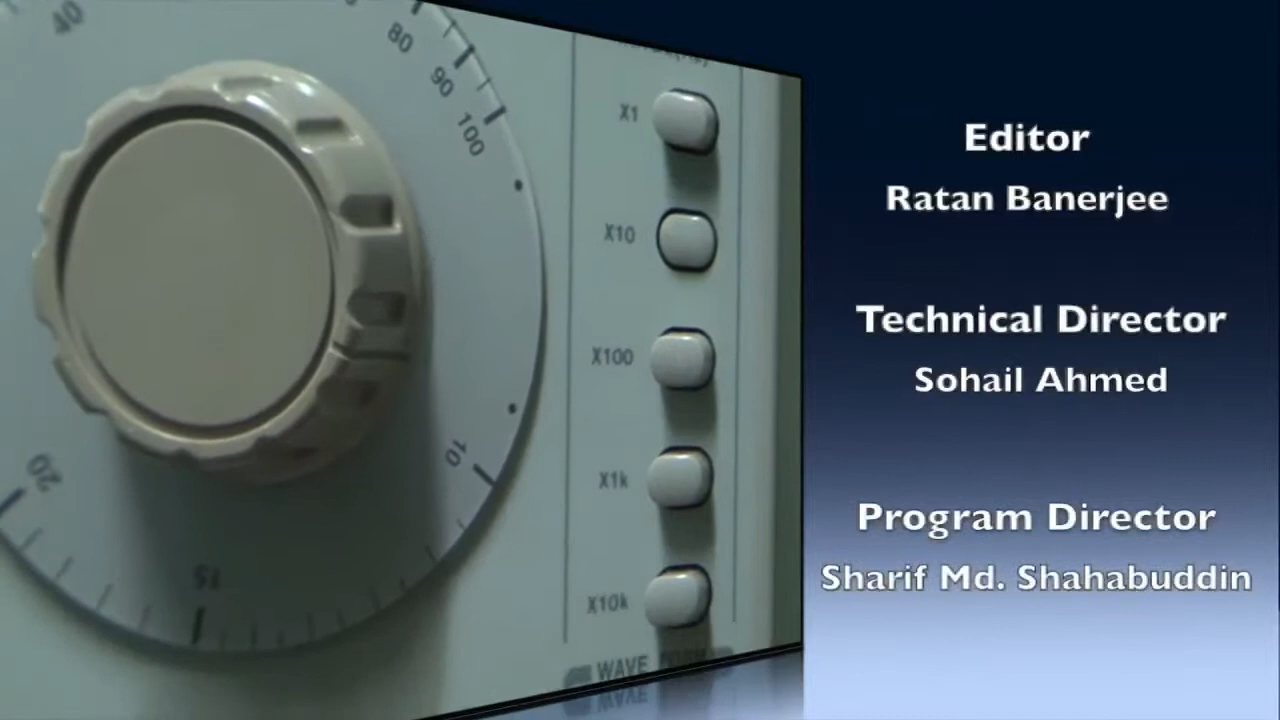 40
80
90
100
X1
X10
X100
X1k
X10k
10
15
20
WAVE
Editor
Ratan Banerjee
Technical Director
Sohail Ahmed
Program Director
Sharif Md. Shahabuddin